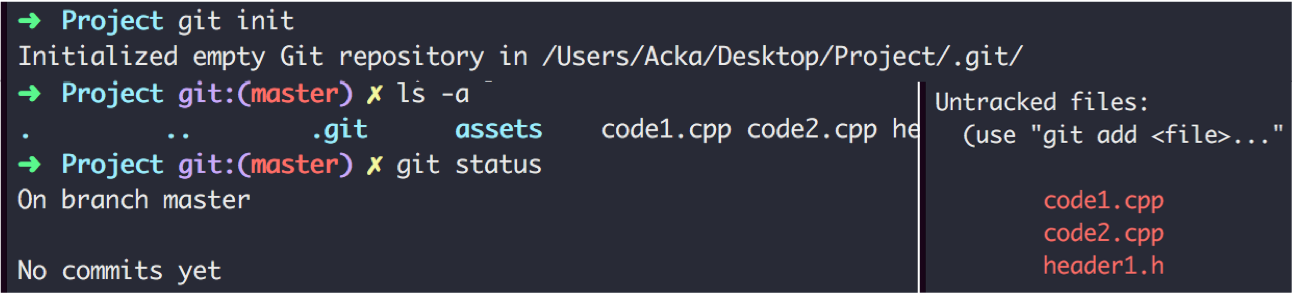 ➜ Project git init
Initialized empty Git repository in /Users/Acka/Desktop/Project/.git/
➜ Project git:(master) ✗ ls -a
. .. .git assets code1.cpp code2.cpp he
➜ Project git:(master) ✗ git status
On branch master
No commits yet
Untracked files:
(use "git add <file>..."
code1.cpp
code2.cpp
header1.h